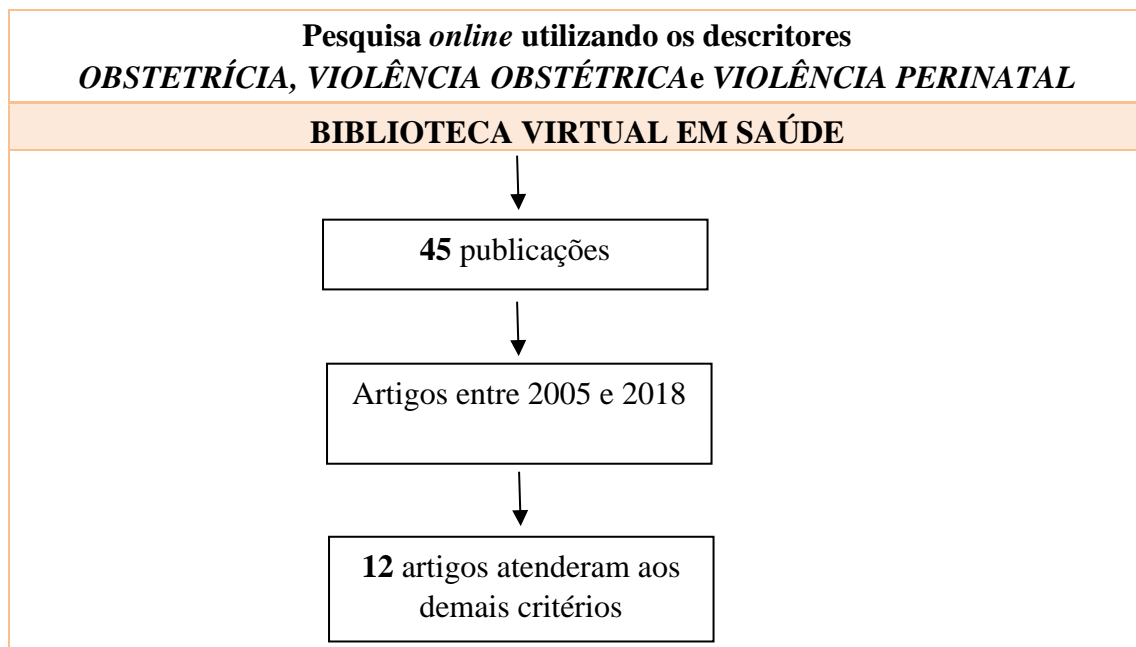 Pesquisa online utilizando os descritores
OBSTETRÍCIA, VIOLÊNCIA OBSTÉTRICAe VIOLÊNCIA PERINATAL
BIBLIOTECA VIRTUAL EM SAÚDE
45 publicações
Artigos entre 2005 e 2018
12 artigos atenderam aos
demais critérios